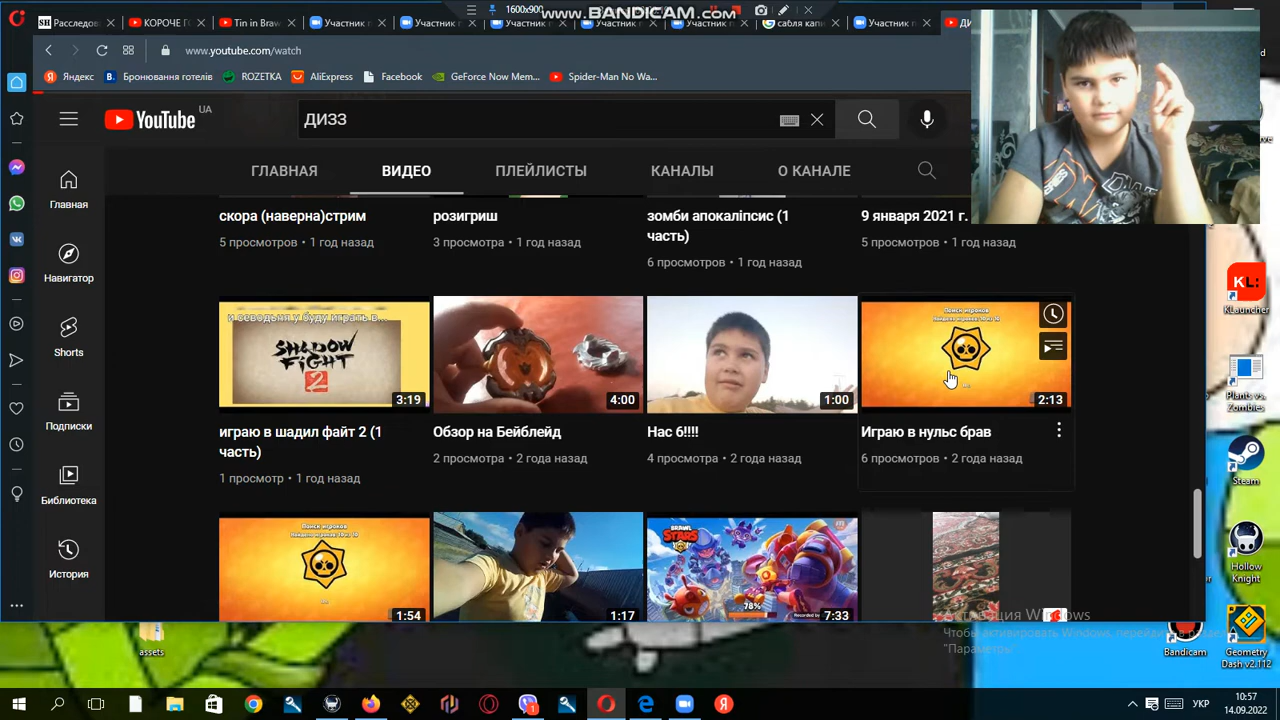 1600x900
www.BANDICAM.com
Расследов
КОРОЧЕ Г
Tin in Braw
Участник п
Участник п
Участник п
Участник п
Участник п
сабля капи
Участник п
ДИ
www.youtube.com/watch
Яндекс
Бронювання готелів
ROZETKA
AliExpress
Facebook
GeForce Now Mem...
Spider-Man No Wa...
YouTube
UA
ДИЗЗ
ГЛАВНАЯ
ВИДЕО
ПЛЕЙЛИСТЫ
КАНАЛЫ
О КАНАЛЕ
Главная
Навигатор
Shorts
Подписки
Библиотека
История
скора (наверна)стрим
5 просмотров • 1 год назад
розигриш
3 просмотра • 1 год назад
зомби апокаліпсис (1
часть)
6 просмотров • 1 год назад
9 января 2021 г.
5 просмотров • 1 год назад
и севодьня у буду играть в...
SHADOW
FIGHT
2
3:19
4:00
1:00
Поиск игроков
2:13
играю в шадил файт 2 (1
часть)
1 просмотр • 1 год назад
Обзор на Бейблейд
2 просмотра • 2 года назад
Нас 6!!!!
4 просмотра • 2 года назад
Играю в нульс брав
6 просмотров • 2 года назад
Поиск игроков
1:54
1:17
BRAWL
STARS
78%
7:33
KLauncher
Plants vs.
Zombies
Steam
Hollow
Knight
Bandicam
Geometry
Dash v2.112
assets
Активация Windows
Чтобы активировать Windows, перейдите в раздел
"Параметры
УКР
10:57
14.09.2022